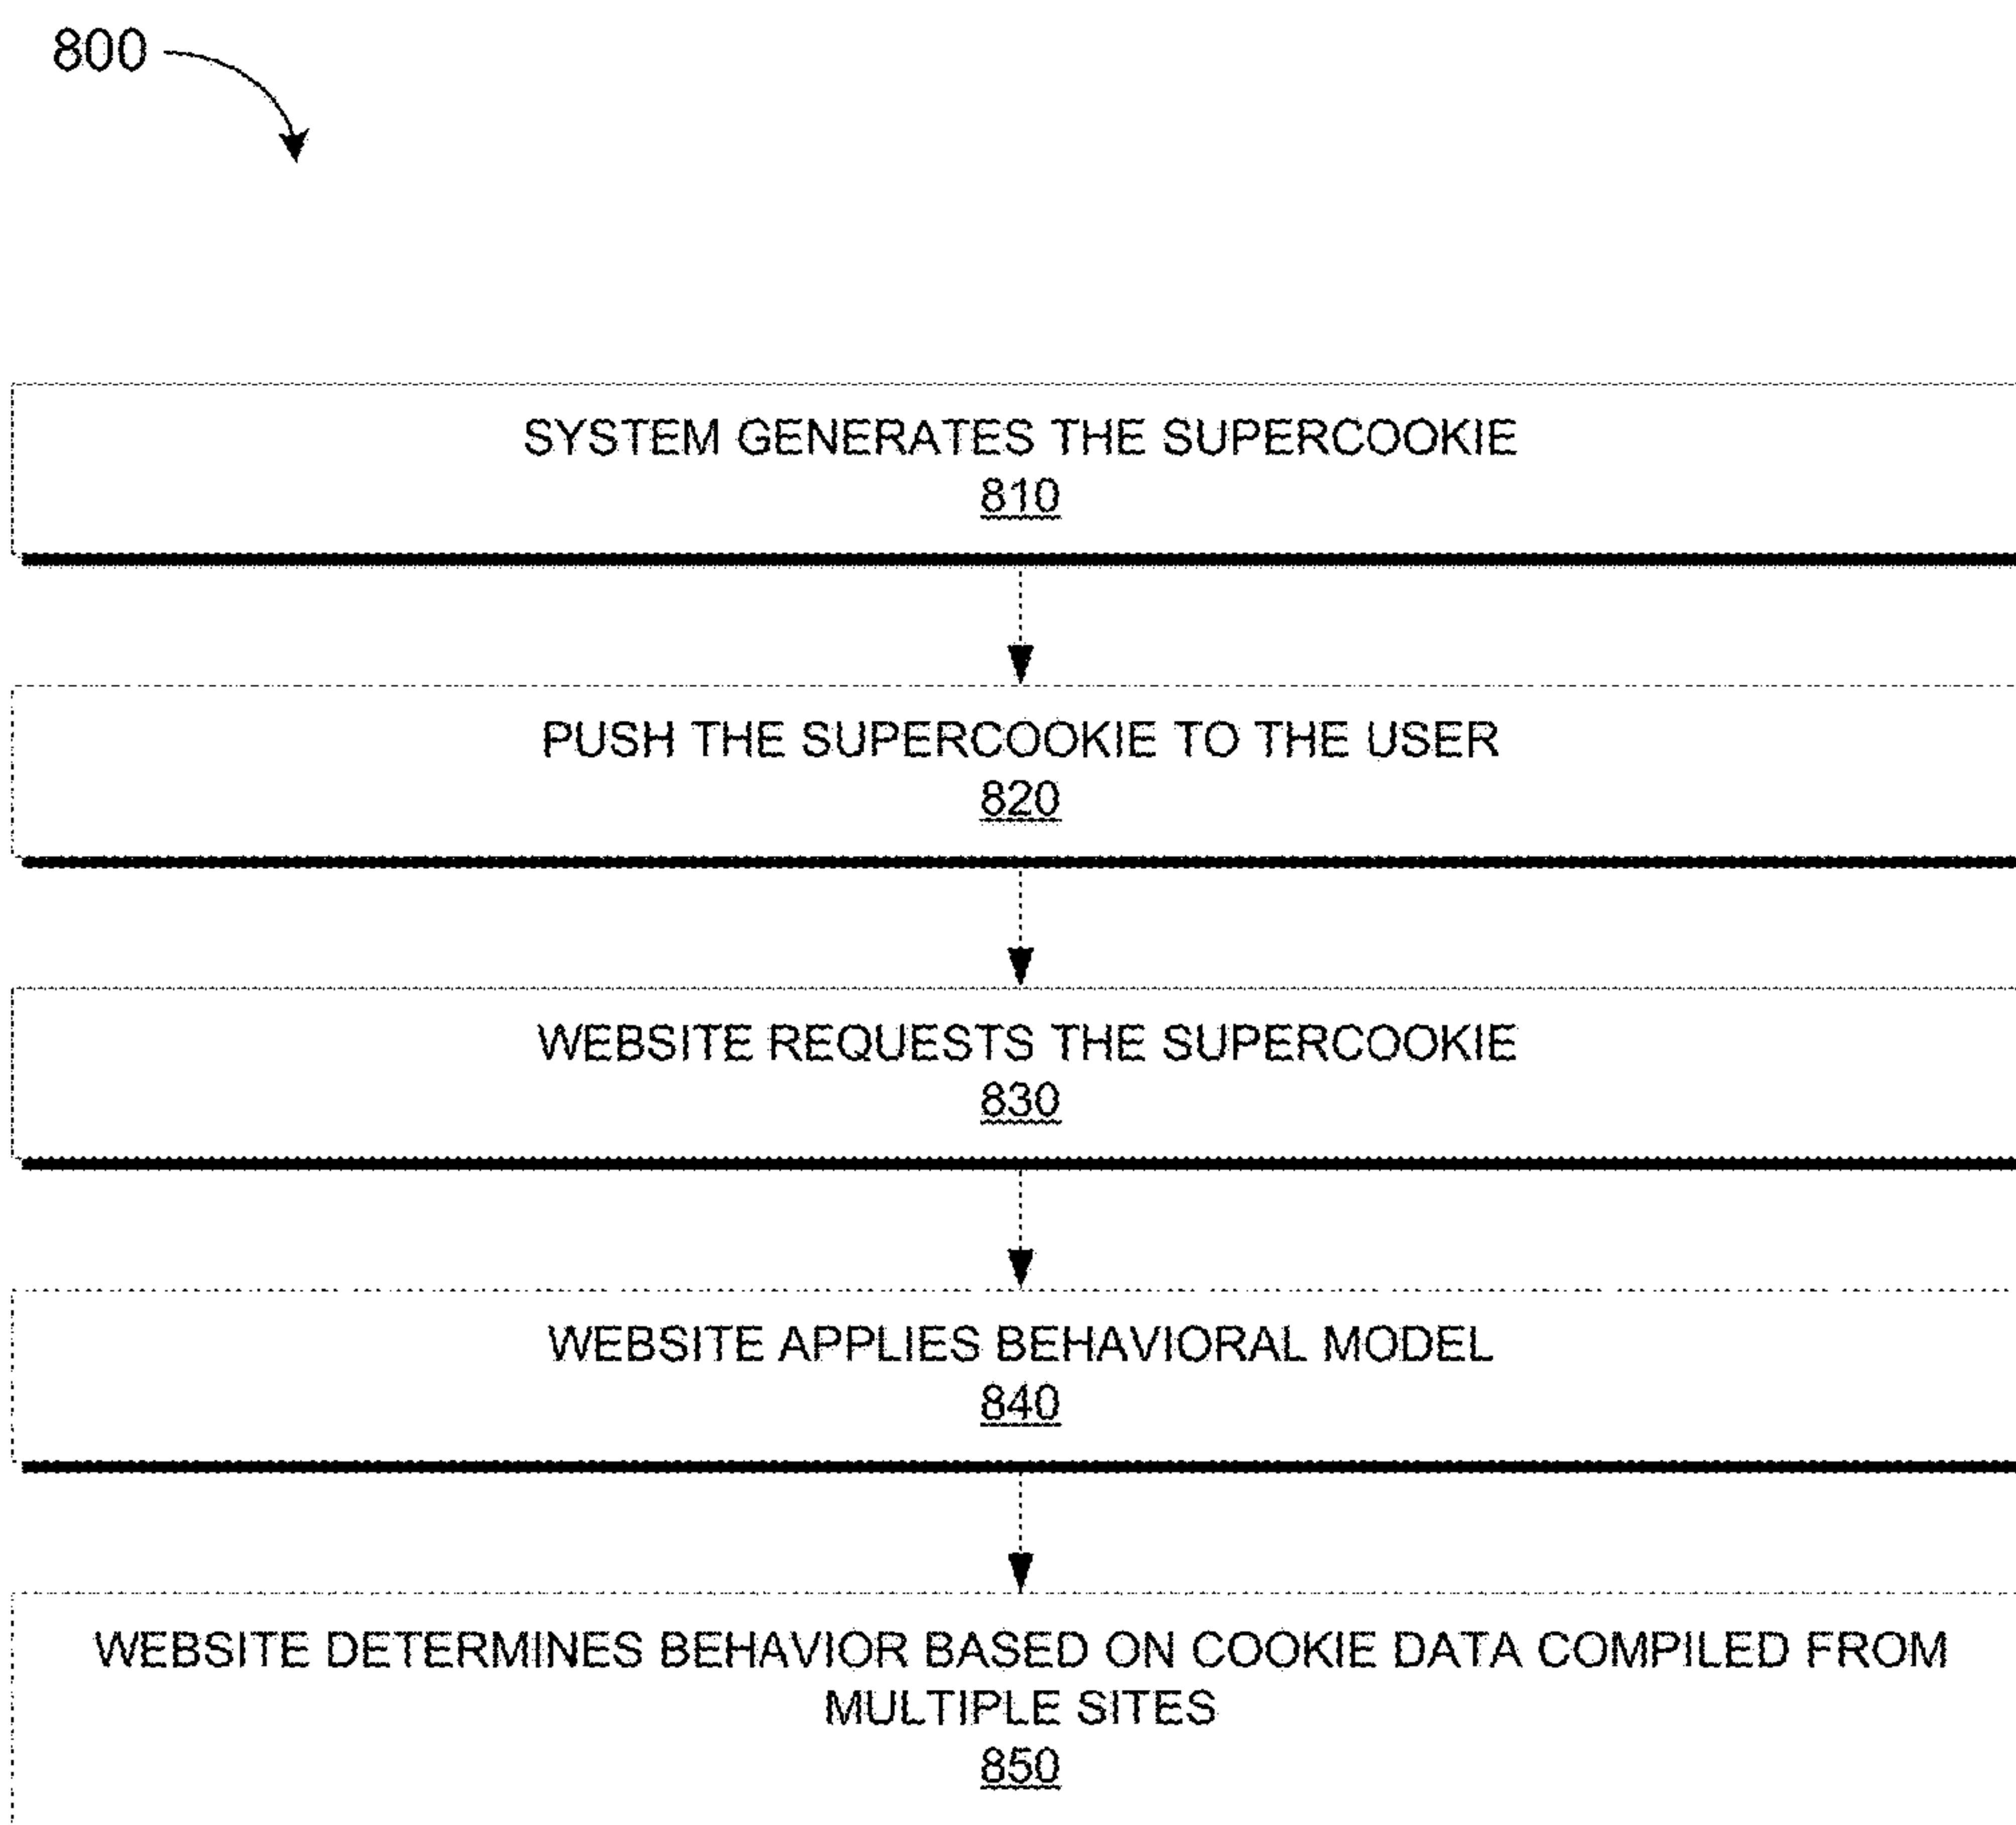 800
SYSTEM GENERATES THE SUPERCOOKIE
810
PUSH THE SUPERCOOKIE TO THE USER
820
WEBSITE REQUESTS THE SUPERCOOKIE
830
WEBSITE APPLIES BEHAVIORAL MODEL
840
WEBSITE DETERMINES BEHAVIOR BASED ON COOKIE DATA COMPILED FROM
MULTIPLE SITES
850